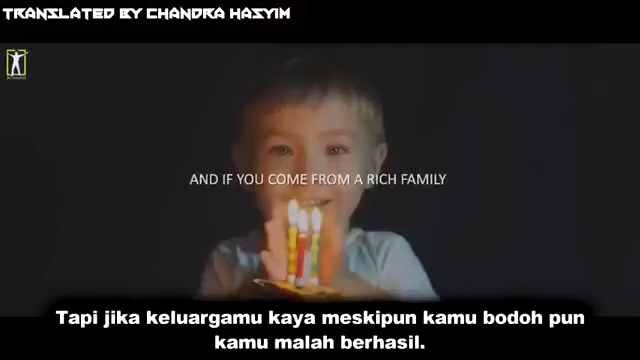 TRANSLATED BY CHANDRA HASYIM
AND IF YOU COME FROM A RICH FAMILY
Tapi jika keluargamu kaya meskipun kamu bodoh pun
kamu malah berhasil.